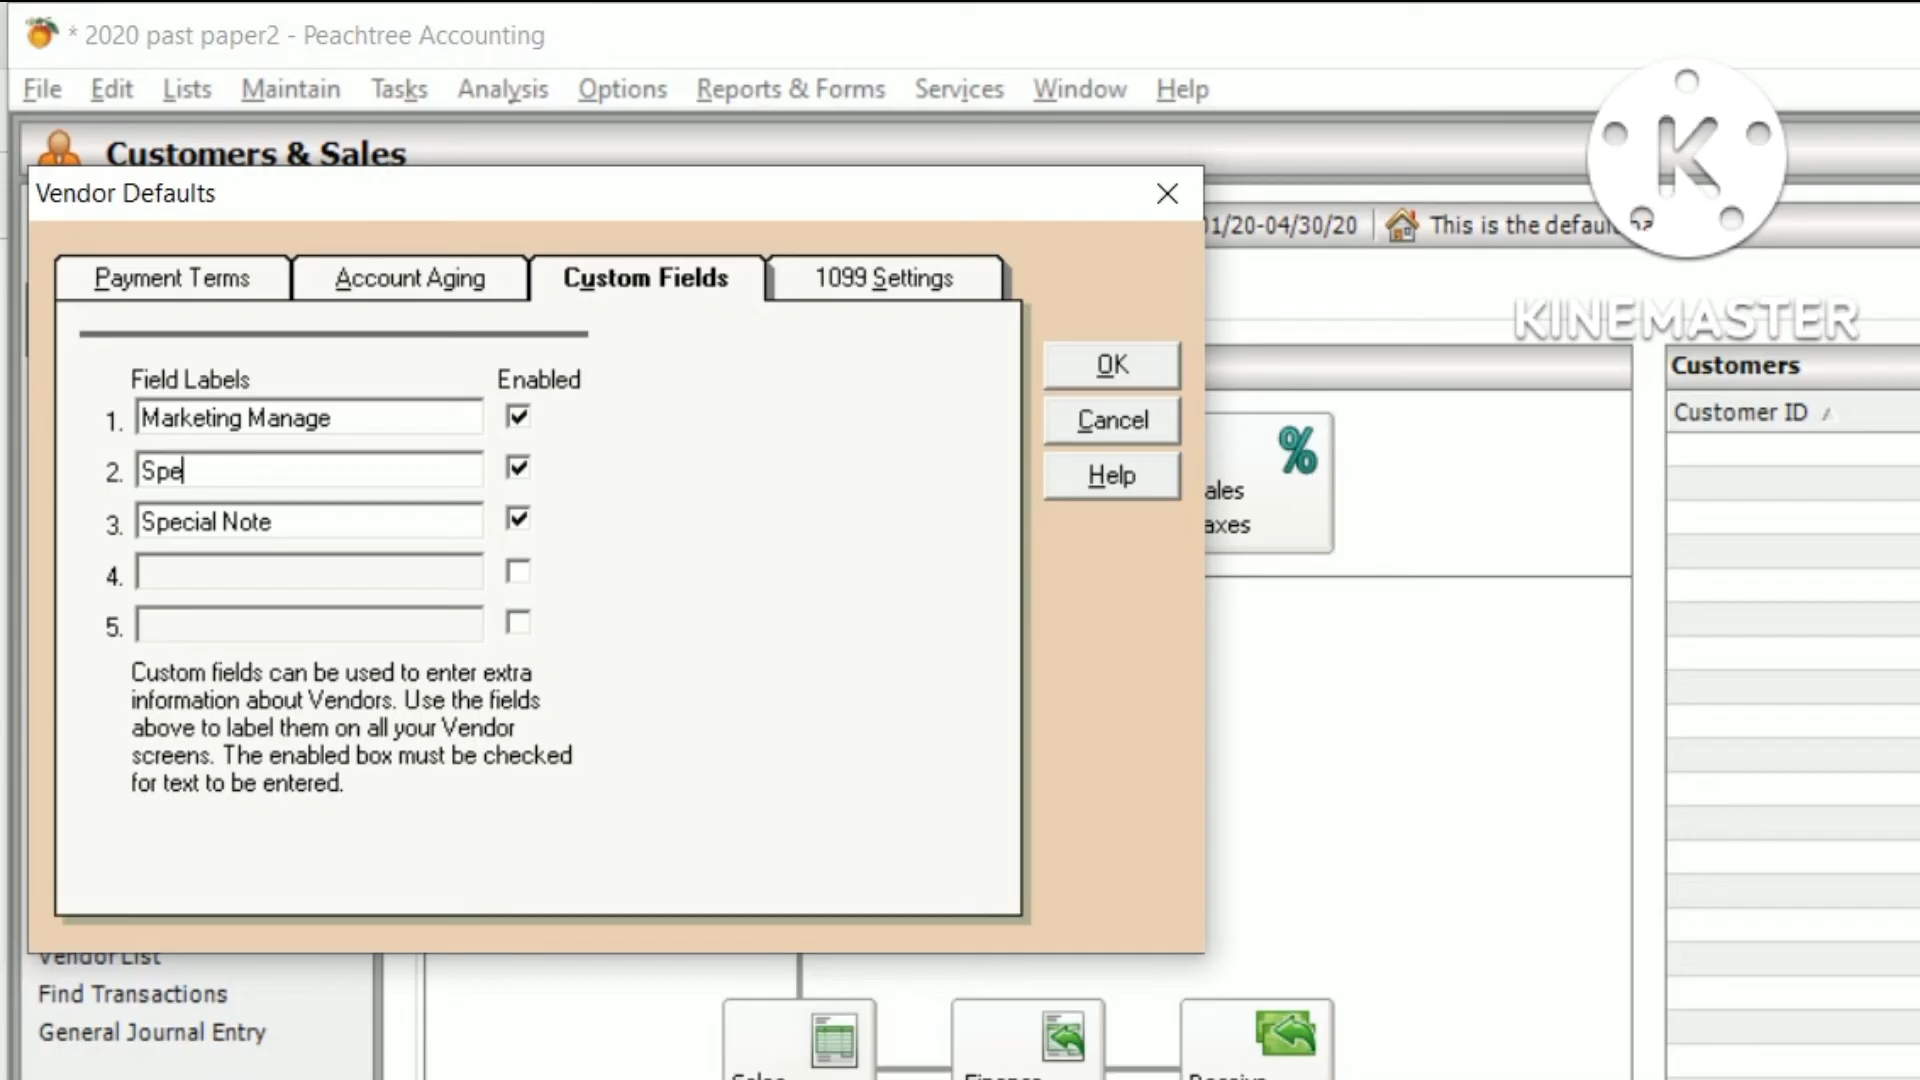 * 2020 past paper2 - Peachtree Accounting
File Edit Lists Maintain Tasks Analysis Options Reports & Forms Services Window Help
Customers & Sales
Vendor Defaults
01/20-04/30/20 This is the default
K
KINEMASTER
Payment Terms Account Aging Custom Fields 1099 Settings
OK
Cancel
Help
Field Labels Enabled
1. Marketing Manage
2. Spe
3. Special Note
4.
5.
Custom fields can be used to enter extra
information about Vendors. Use the fields
above to label them on all your Vendor
screens. The enabled box must be checked
for text to be entered.
%
ales
axes
Customers
Customer ID
Vendor List
Find Transactions
General Journal Entry